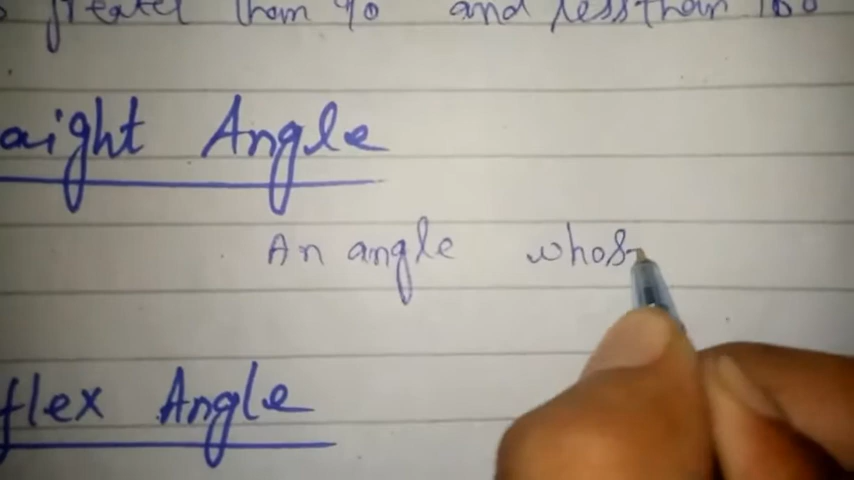 greater than 90 and less than 180
aight Angle
An angle whos
flex Angle